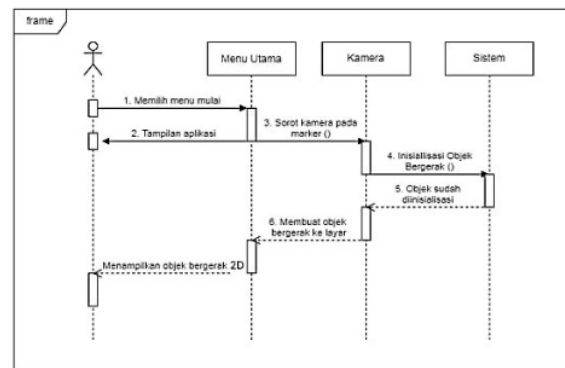 frame
Menu Utama
Kamera
Sistem
1. Memilih menu mulai
2. Tampilan aplikasi
3. Sorot kamera pada
marker ()
4. Inisiallisasi Objek
Bergerak ()
5. Objek sudah
diinisialisasi
6. Membuat objek
bergerak ke layar
Menampilkan objek bergerak 2D